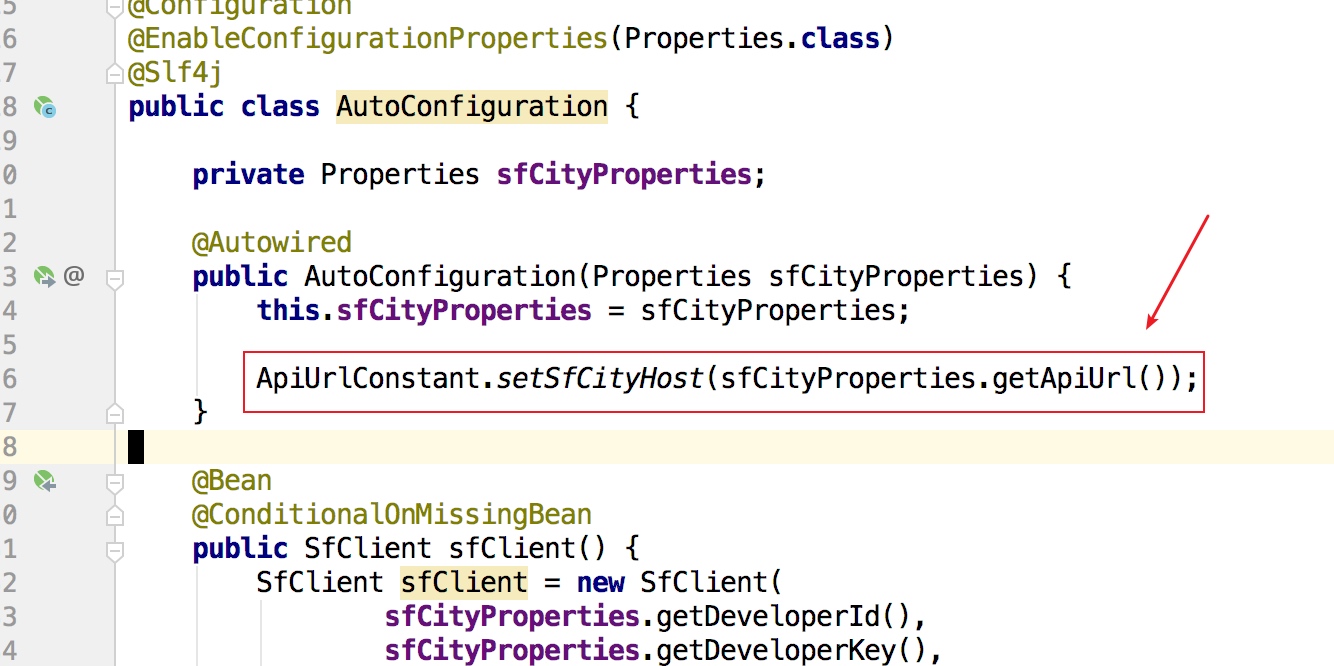 5 @Configuration
6 @EnableConfigurationProperties(Properties.class)
7 @Slf4j
8 public class AutoConfiguration {
9
0 private Properties sfCityProperties;
1
2 @Autowired
3 @ public AutoConfiguration(Properties sfCityProperties) {
4 this.sfCityProperties = sfCityProperties;
5
6 ApiUrlConstant.setSfCityHost(sfCityProperties.getApiUrl());
7 }
8
9 @Bean
0 @ConditionalOnMissingBean
1 public SfClient sfClient() {
2 SfClient sfClient = new SfClient(
3 sfCityProperties.getDeveloperId(),
4 sfCityProperties.getDeveloperKey(),